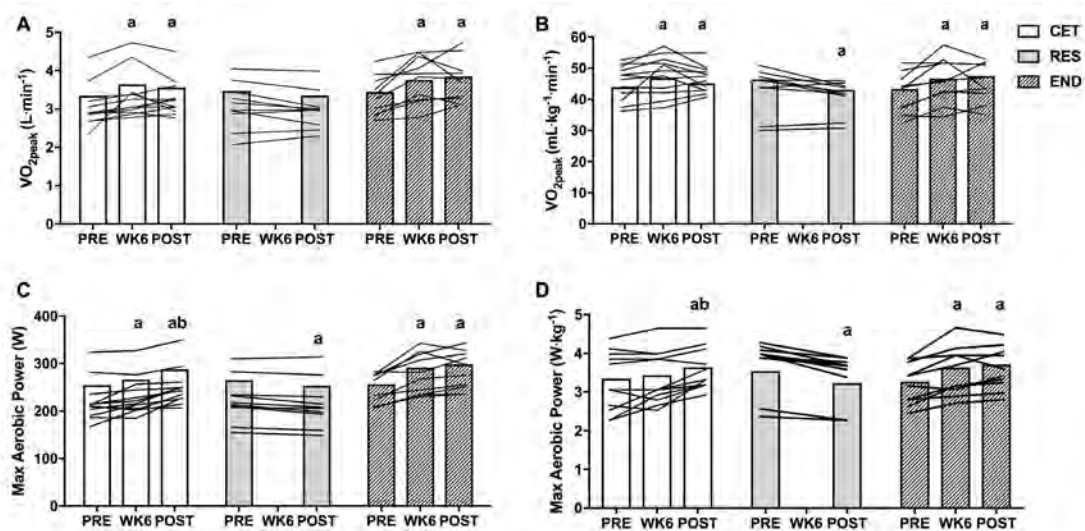 A
B
a a
a a
a a
a
a a
CET
RES
END
VO2peak (L·min-1)
5
4
3
2
1
0
VO2peak (mL·kg-1·min-1)
60
50
40
30
20
10
0
PRE WK6 POST PRE WK6 POST PRE WK6 POST
PRE WK6 POST PRE WK6 POST PRE WK6 POST
C
D
a ab
a
a a
ab
a
a a
Max Aerobic Power (W)
400
300
200
100
0
Max Aerobic Power (W·kg-1)
6
5
4
3
2
1
0
PRE WK6 POST PRE WK6 POST PRE WK6 POST
PRE WK6 POST PRE WK6 POST PRE WK6 POST